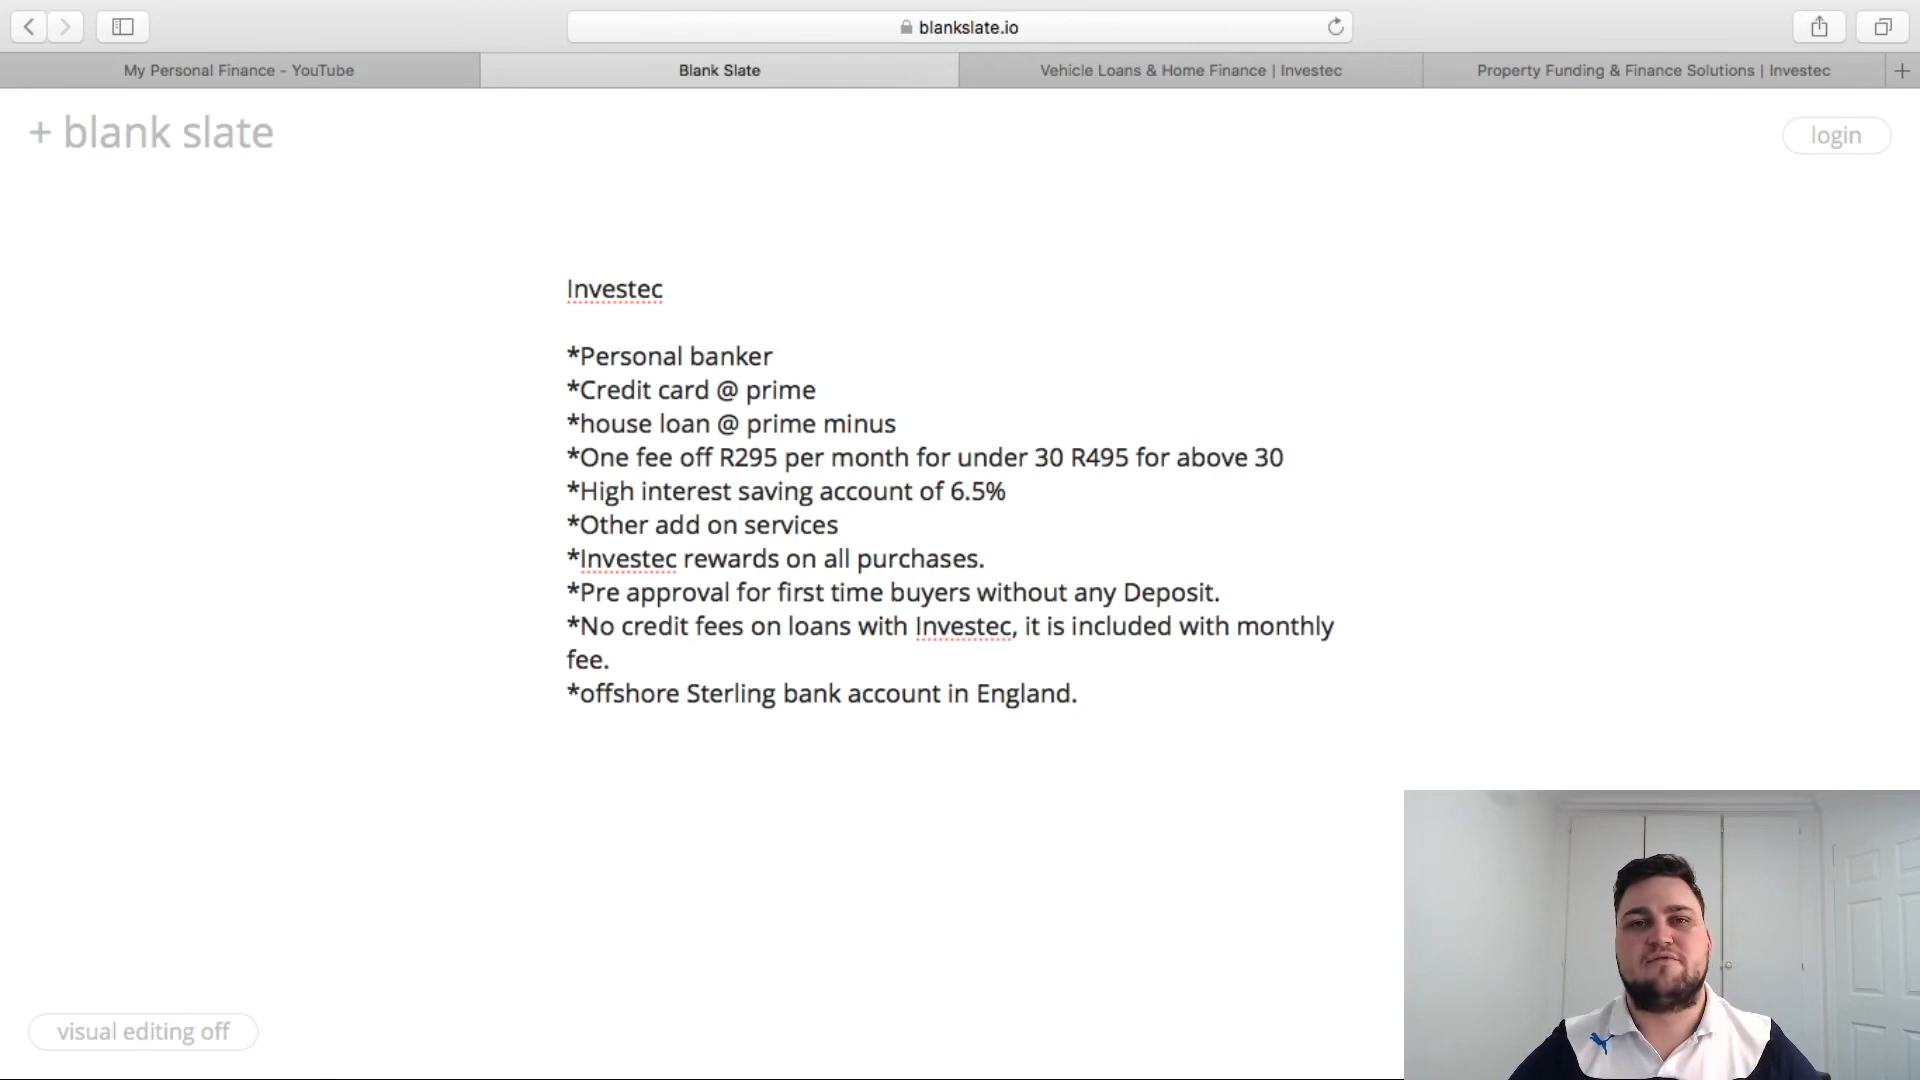 blankslate.io
My Personal Finance - YouTube
Blank Slate
Vehicle Loans & Home Finance | Investec
Property Funding & Finance Solutions | Investec
+ blank slate
login
Investec
*Personal banker
*Credit card @ prime
*house loan @ prime minus
*One fee off R295 per month for under 30 R495 for above 30
*High interest saving account of 6.5%
*Other add on services
*Investec rewards on all purchases.
*Pre approval for first time buyers without any Deposit.
*No credit fees on loans with Investec, it is included with monthly
fee.
*offshore Sterling bank account in England.
visual editing off